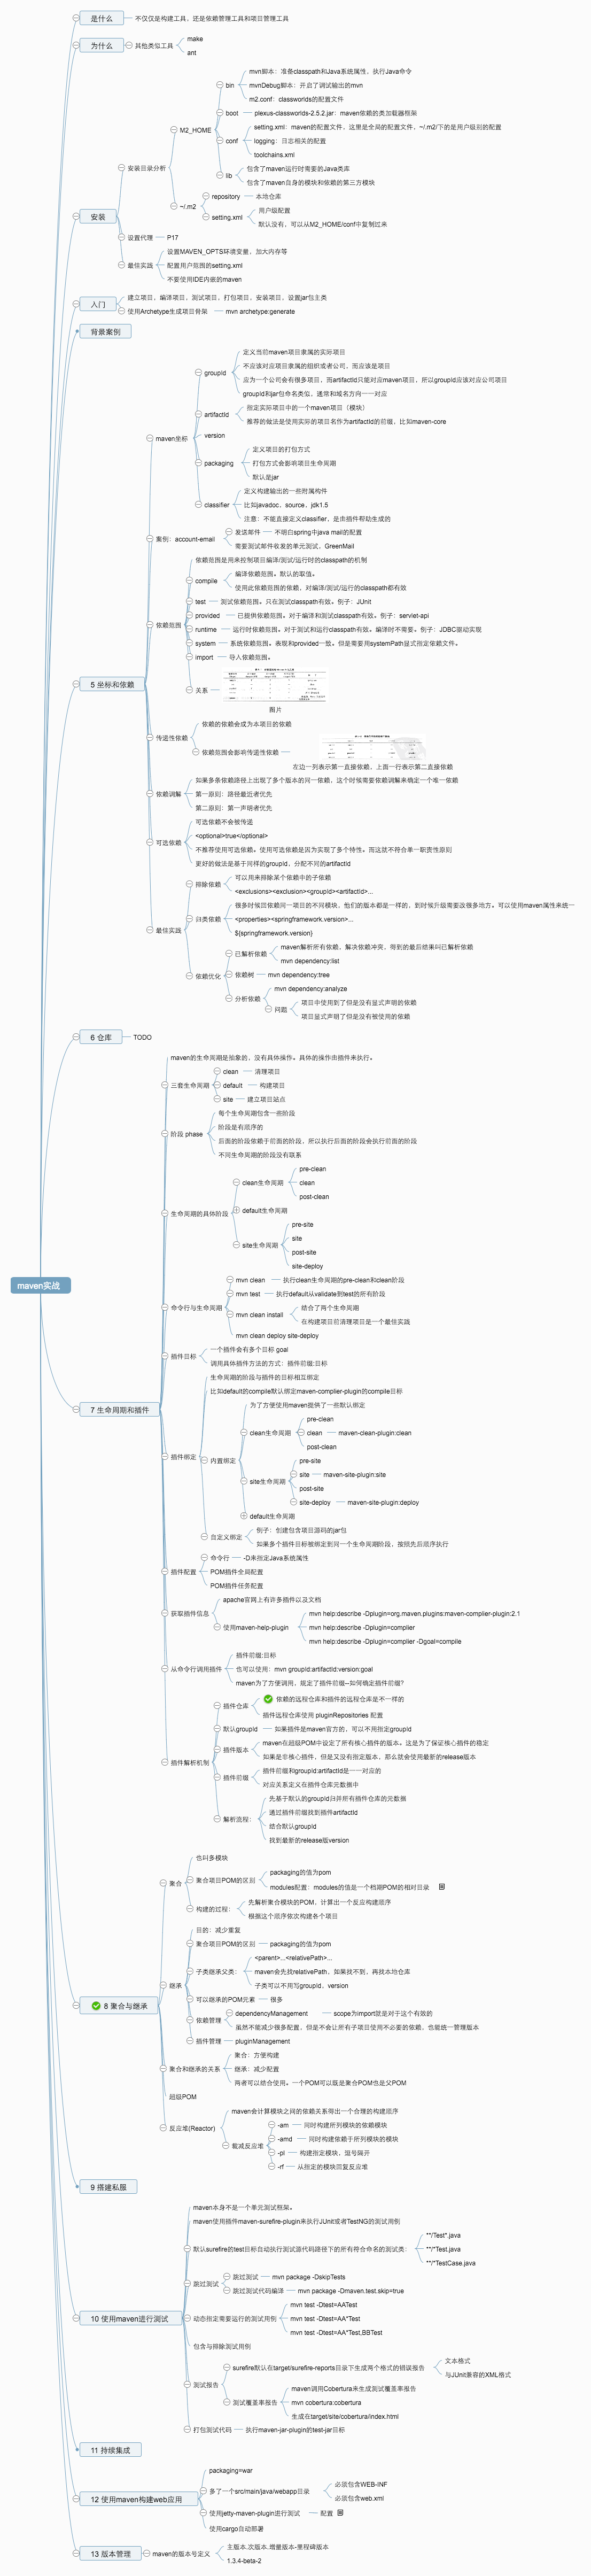 maven实战
是什么
不仅仅是构建工具，还是依赖管理工具和项目管理工具
为什么
其他类似工具
make
ant
安装
安装目录分析
M2_HOME
bin
mvn脚本：准备classpath和Java系统属性，执行Java命令
mvnDebug脚本：开启了调试输出的mvn
m2.conf：classworlds的配置文件
boot
plexus-classworlds-2.5.2.jar：maven依赖的类加载器框架
conf
setting.xml：maven的配置文件，这里是全局的配置文件，~/.m2/下的是用户级别的配置
logging：日志相关的配置
toolchains.xml
lib
包含了maven运行时需要的Java类库
包含了maven自身的模块和依赖的第三方模块
~/.m2
repository
本地仓库
setting.xml
用户级配置
默认没有，可以从M2_HOME/conf中复制过来
设置代理
P17
最佳实践
设置MAVEN_OPTS环境变量，加大内存等
配置用户范围的setting.xml
不要使用IDE内嵌的maven
入门
建立项目，编译项目，测试项目，打包项目，安装项目，设置jar包主类
使用Archetype生成项目骨架
mvn archetype:generate
背景案例
5 坐标和依赖
maven坐标
groupId
定义当前maven项目隶属的实际项目
不应该对应项目隶属的组织或者公司，而应该是项目
应为一个公司会有很多项目，而artifactId只能对应maven项目，所以groupId应该对应公司项目
groupId和jar包命名类似，通常和域名方向一一对应
artifactId
指定实际项目中的一个maven项目（模块）
推荐的做法是使用实际的项目名作为artifactId的前缀，比如maven-core
version
packaging
定义项目的打包方式
打包方式会影响项目生命周期
默认是jar
classifier
定义构建输出的一些附属构件
比如javadoc，source，jdk1.5
注意：不能直接定义classifier，是由插件帮助生成的
案例：account-email
发送邮件
不明白spring中java mail的配置
需要测试邮件收发的单元测试，GreenMail
依赖范围
依赖范围是用来控制项目编译/测试/运行时的classpath的机制
compile
编译依赖范围。默认的取值。
使用此依赖范围的依赖，对编译/测试/运行的classpath都有效
test
测试依赖范围。只在测试classpath有效。例子：JUnit
provided
已提供依赖范围。对于编译和测试classpath有效。例子：servlet-api
runtime
运行时依赖范围。对于测试和运行classpath有效。编译时不需要。例子：JDBC驱动实现
system
系统依赖范围。表现和provided一致。但是需要用systemPath显式指定依赖文件。
import
导入依赖范围。
关系
图片
传递性依赖
依赖的依赖会成为本项目的依赖
依赖范围会影响传递性依赖
左边一列表示第一直接依赖，上面一行表示第二直接依赖
依赖调解
如果多条依赖路径上出现了多个版本的同一依赖，这个时候需要依赖调解来确定一个唯一依赖
第一原则：路径最近者优先
第二原则：第一声明者优先
可选依赖
可选依赖不会被传递
<optional>true</optional>
不推荐使用可选依赖。使用可选依赖是因为实现了多个特性。而这就不符合单一职责性原则
更好的做法是基于同样的groupId，分配不同的artifactId
最佳实践
排除依赖
可以用来排除某个依赖中的子依赖
<exclusions><exclusion><groupId><artifactId>...
归类依赖
很多时候回依赖同一项目的不同模块，他们的版本都是一样的，到时候升级需要改很多地方。可以使用maven属性来统一
<properties><springframework.version>...
${springframework.version}
依赖优化
已解析依赖
maven解析所有依赖，解决依赖冲突，得到的最后结果叫已解析依赖
mvn dependency:list
依赖树
mvn dependency:tree
分析依赖
mvn dependency:analyze
问题
项目中使用到了但是没有显式声明的依赖
项目显式声明了但是没有被使用的依赖
6 仓库
TODO
7 生命周期和插件
maven的生命周期是抽象的，没有具体操作。具体的操作由插件来执行。
三套生命周期
clean
清理项目
default
构建项目
site
建立项目站点
阶段 phase
每个生命周期包含一些阶段
阶段是有顺序的
后面的阶段依赖于前面的阶段，所以执行后面的阶段会执行前面的阶段
不同生命周期的阶段没有联系
生命周期的具体阶段
clean生命周期
pre-clean
clean
post-clean
default生命周期
site生命周期
pre-site
site
post-site
site-deploy
命令行与生命周期
mvn clean
执行clean生命周期的pre-clean和clean阶段
mvn test
执行default从validate到test的所有阶段
mvn clean install
结合了两个生命周期
在构建项目前清理项目是一个最佳实践
mvn clean deploy site-deploy
插件目标
一个插件会有多个目标 goal
调用具体插件方法的方式：插件前缀:目标
插件绑定
生命周期的阶段与插件的目标相互绑定
比如default的compile默认绑定maven-complier-plugin的compile目标
内置绑定
为了方便使用maven提供了一些默认绑定
clean生命周期
pre-clean
clean
maven-clean-plugin:clean
post-clean
site生命周期
pre-site
site
maven-site-plugin:site
post-site
site-deploy
maven-site-plugin:deploy
default生命周期
自定义绑定
例子：创建包含项目源码的jar包
如果多个插件目标被绑定到同一个生命周期阶段，按照先后顺序执行
插件配置
命令行
-D来指定Java系统属性
POM插件全局配置
POM插件任务配置
获取插件信息
apache官网上有许多插件以及文档
使用maven-help-plugin
mvn help:describe -Dplugin=org.maven.plugins:maven-complier-plugin:2.1
mvn help:describe -Dplugin=complier
mvn help:describe -Dplugin=complier -Dgoal=compile
从命令行调用插件
插件前缀:目标
也可以使用：mvn groupId:artifactId:version:goal
maven为了方便调用，规定了插件前缀--如何确定插件前缀?
插件解析机制
插件仓库
依赖的远程仓库和插件的远程仓库是不一样的
插件远程仓库使用 pluginRepositories 配置
默认groupId
如果插件是maven官方的，可以不用指定groupId
插件版本
maven在超级POM中设定了所有核心插件的版本。这是为了保证核心插件的稳定
如果是非核心插件，但是又没有指定版本，那么就会使用最新的release版本
插件前缀
插件前缀和groupId:artifactId是一一对应的
对应关系定义在插件仓库元数据中
解析流程：
先基于默认的groupId归并所有插件仓库的元数据
通过插件前缀找到插件artifactId
结合默认groupId
找到最新的release版version
8 聚合与继承
聚合
也叫多模块
聚合项目POM的区别
packaging的值为pom
modules配置：modules的值是一个档期POM的相对目录
构建的过程：
先解析聚合模块的POM，计算出一个反应构建顺序
根据这个顺序依次构建各个项目
继承
目的：减少重复
聚合项目POM的区别
packaging的值为pom
子类继承父类：
<parent>...<relativePath>...
maven会先找relativePath，如果找不到，再找本地仓库
子类可以不用写groupId，version
可以继承的POM元素
很多
依赖管理
dependencyManagement
scope为import就是对于这个有效的
虽然不能减少很多配置，但是不会让所有子项目使用不必要的依赖，也能统一管理版本
插件管理
pluginManagement
聚合和继承的关系
聚合：方便构建
继承：减少配置
两者可以结合使用。一个POM可以既是聚合POM也是父POM
超级POM
反应堆(Reactor)
maven会计算模块之间的依赖关系得出一个合理的构建顺序
裁减反应堆
-am
同时构建所列模块的依赖模块
-amd
同时构建依赖于所列模块的模块
-pl
构建指定模块，逗号隔开
-rf
从指定的模块回复反应堆
9 搭建私服
10 使用maven进行测试
maven本身不是一个单元测试框架。
maven使用插件maven-surefire-plugin来执行JUnit或者TestNG的测试用例
默认surefire的test目标自动执行测试源代码路径下的所有符合命名的测试类：
**/Test*.java
**/*Test.java
**/*TestCase.java
跳过测试
跳过测试
mvn package -DskipTests
跳过测试代码编译
mvn package -Dmaven.test.skip=true
动态指定需要运行的测试用例
mvn test -Dtest=AATest
mvn test -Dtest=AA*Test
mvn test -Dtest=AA*Test,BBTest
包含与排除测试用例
测试报告
surefire默认在target/surefire-reports目录下生成两个格式的错误报告
文本格式
与JUnit兼容的XML格式
测试覆盖率报告
maven调用Cobertura来生成测试覆盖率报告
mvn cobertura:cobertura
生成在target/site/cobertura/index.html
打包测试代码
执行maven-jar-plugin的test-jar目标
11 持续集成
12 使用maven构建web应用
packaging=war
多了一个src/main/java/webapp目录
必须包含WEB-INF
必须包含web.xml
使用jetty-maven-plugin进行测试
配置
使用cargo自动部署
13 版本管理
maven的版本号定义
主版本.次版本.增量版本-里程碑版本
1.3.4-beta-2